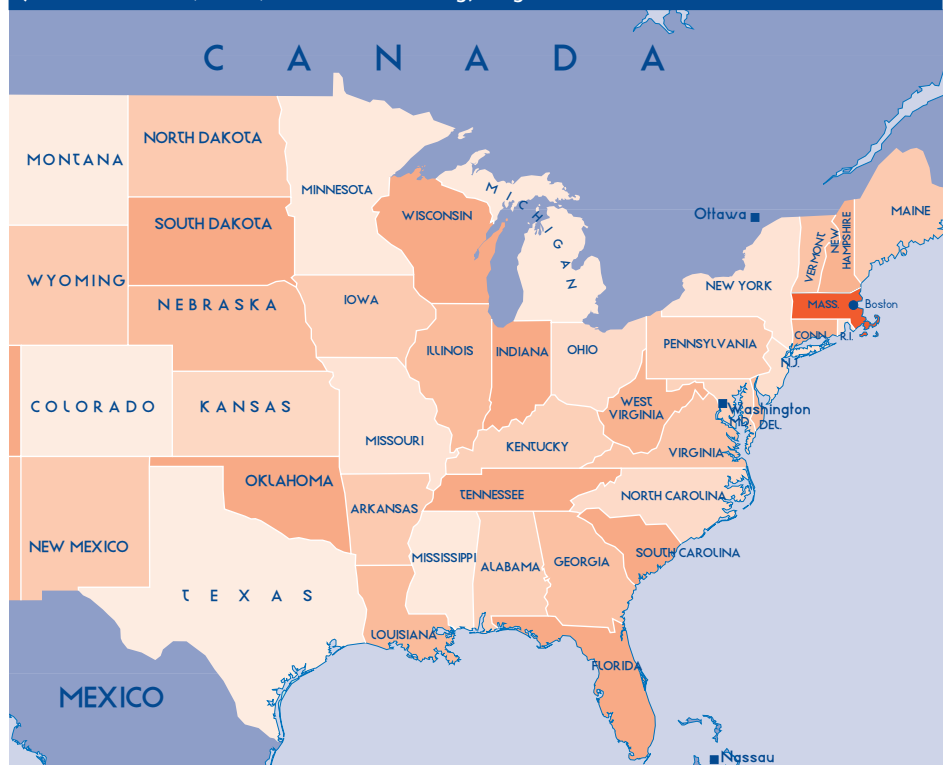 CANADA
NORTH DAKOTA
MONTANA
MINNESOTA
SOUTH DAKOTA
WISCONSIN
MICHIGAN
Ottawa
MAINE
VERMONT
NEW
HAMPSHIRE
WYOMING
NEBRASKA
IOWA
NEW YORK
MASS.
Boston
ILLINOIS
INDIANA
OHIO
PENNSYLVANIA
CONN.
R.I.
N.J.
COLORADO
KANSAS
WEST
VIRGINIA
Washington
MD.
DEL.
MISSOURI
KENTUCKY
VIRGINIA
OKLAHOMA
ARKANSAS
TENNESSEE
NORTH CAROLINA
NEW MEXICO
MISSISSIPPI
ALABAMA
GEORGIA
SOUTH CAROLINA
TEXAS
LOUISIANA
FLORIDA
MEXICO
Nassau